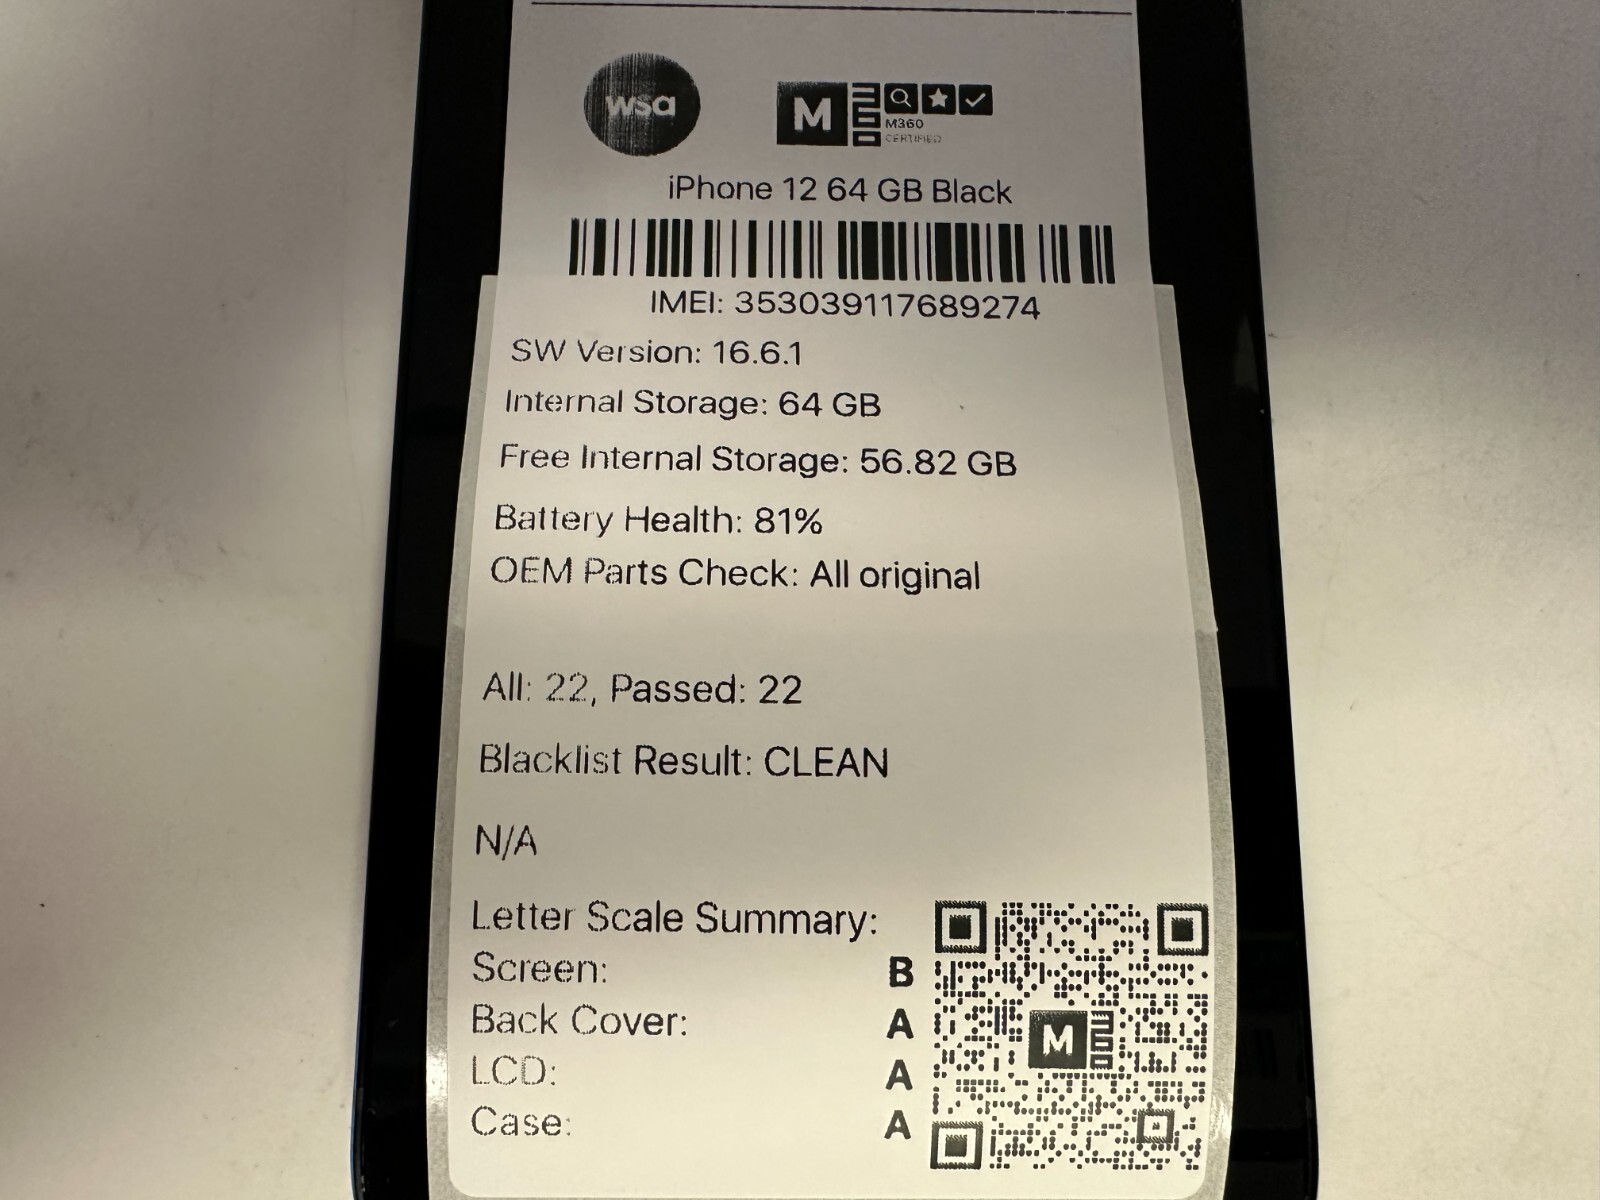 wsa
M 360
M360
CERTIFIED
iPhone 12 64 GB Black
IMEI: 353039117689274
SW Version: 16.6.1
Internal Storage: 64 GB
Free Internal Storage: 56.82 GB
Battery Health: 81%
OEM Parts Check: All original
All: 22, Passed: 22
Blacklist Result: CLEAN
N/A
Letter Scale Summary:
Screen: B
Back Cover: A
LCD: A
Case: A
M 360